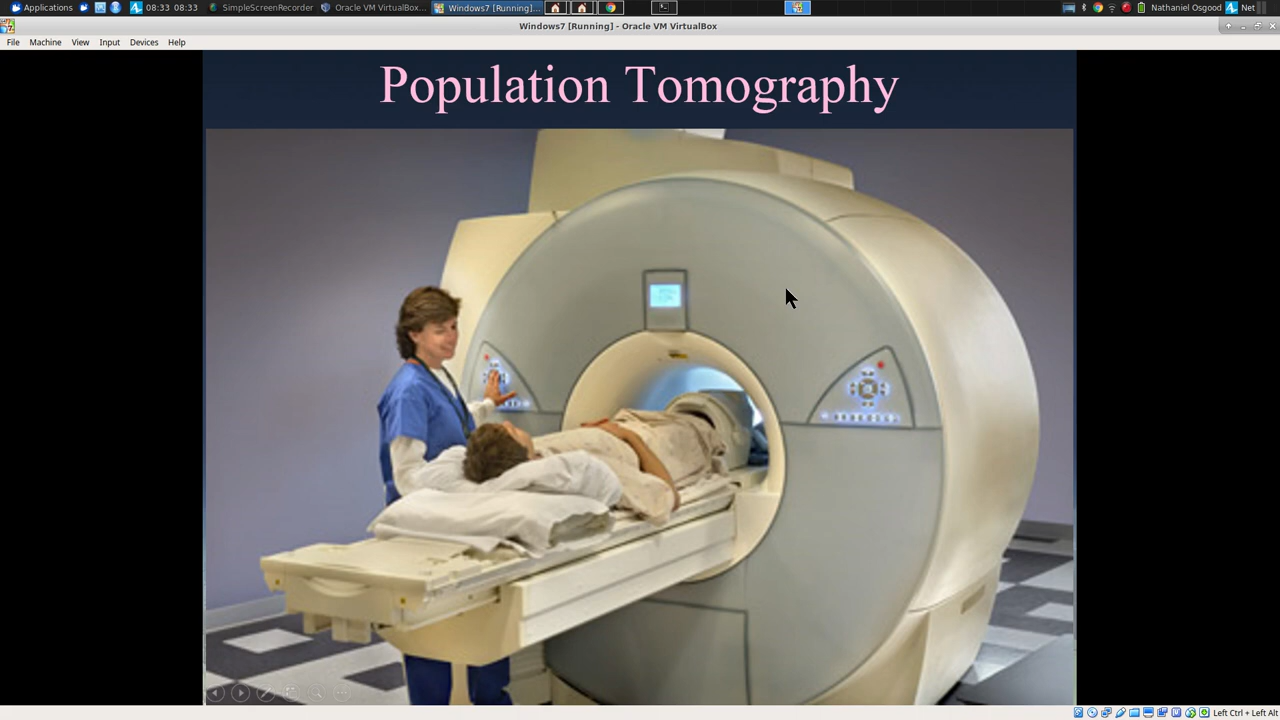 Applications 08:33 08:33 SimpleScreenRecorder Oracle VM VirtualBox... Windows7 [Running]... Nathaniel Osgood Net
Windows7 [Running] - Oracle VM VirtualBox
File Machine View Input Devices Help
Population Tomography
Left Ctrl + Left Alt